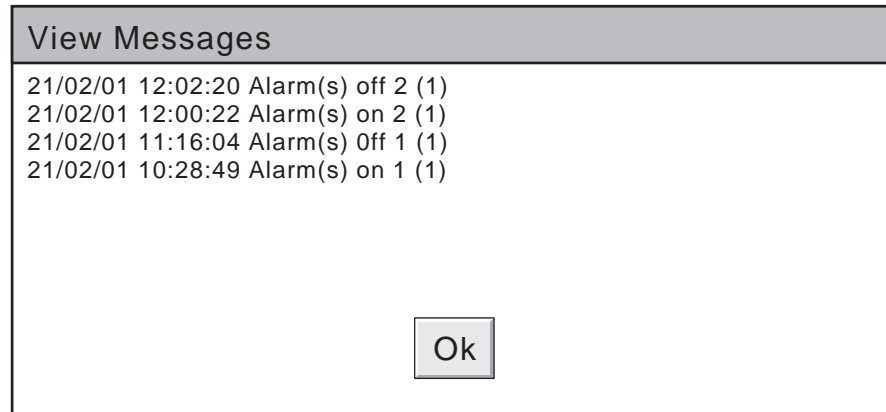 View Messages
21/02/01 12:02:20 Alarm(s) off 2 (1)
21/02/01 12:00:22 Alarm(s) on 2 (1)
21/02/01 11:16:04 Alarm(s) 0ff 1 (1)
21/02/01 10:28:49 Alarm(s) on 1 (1)
Ok